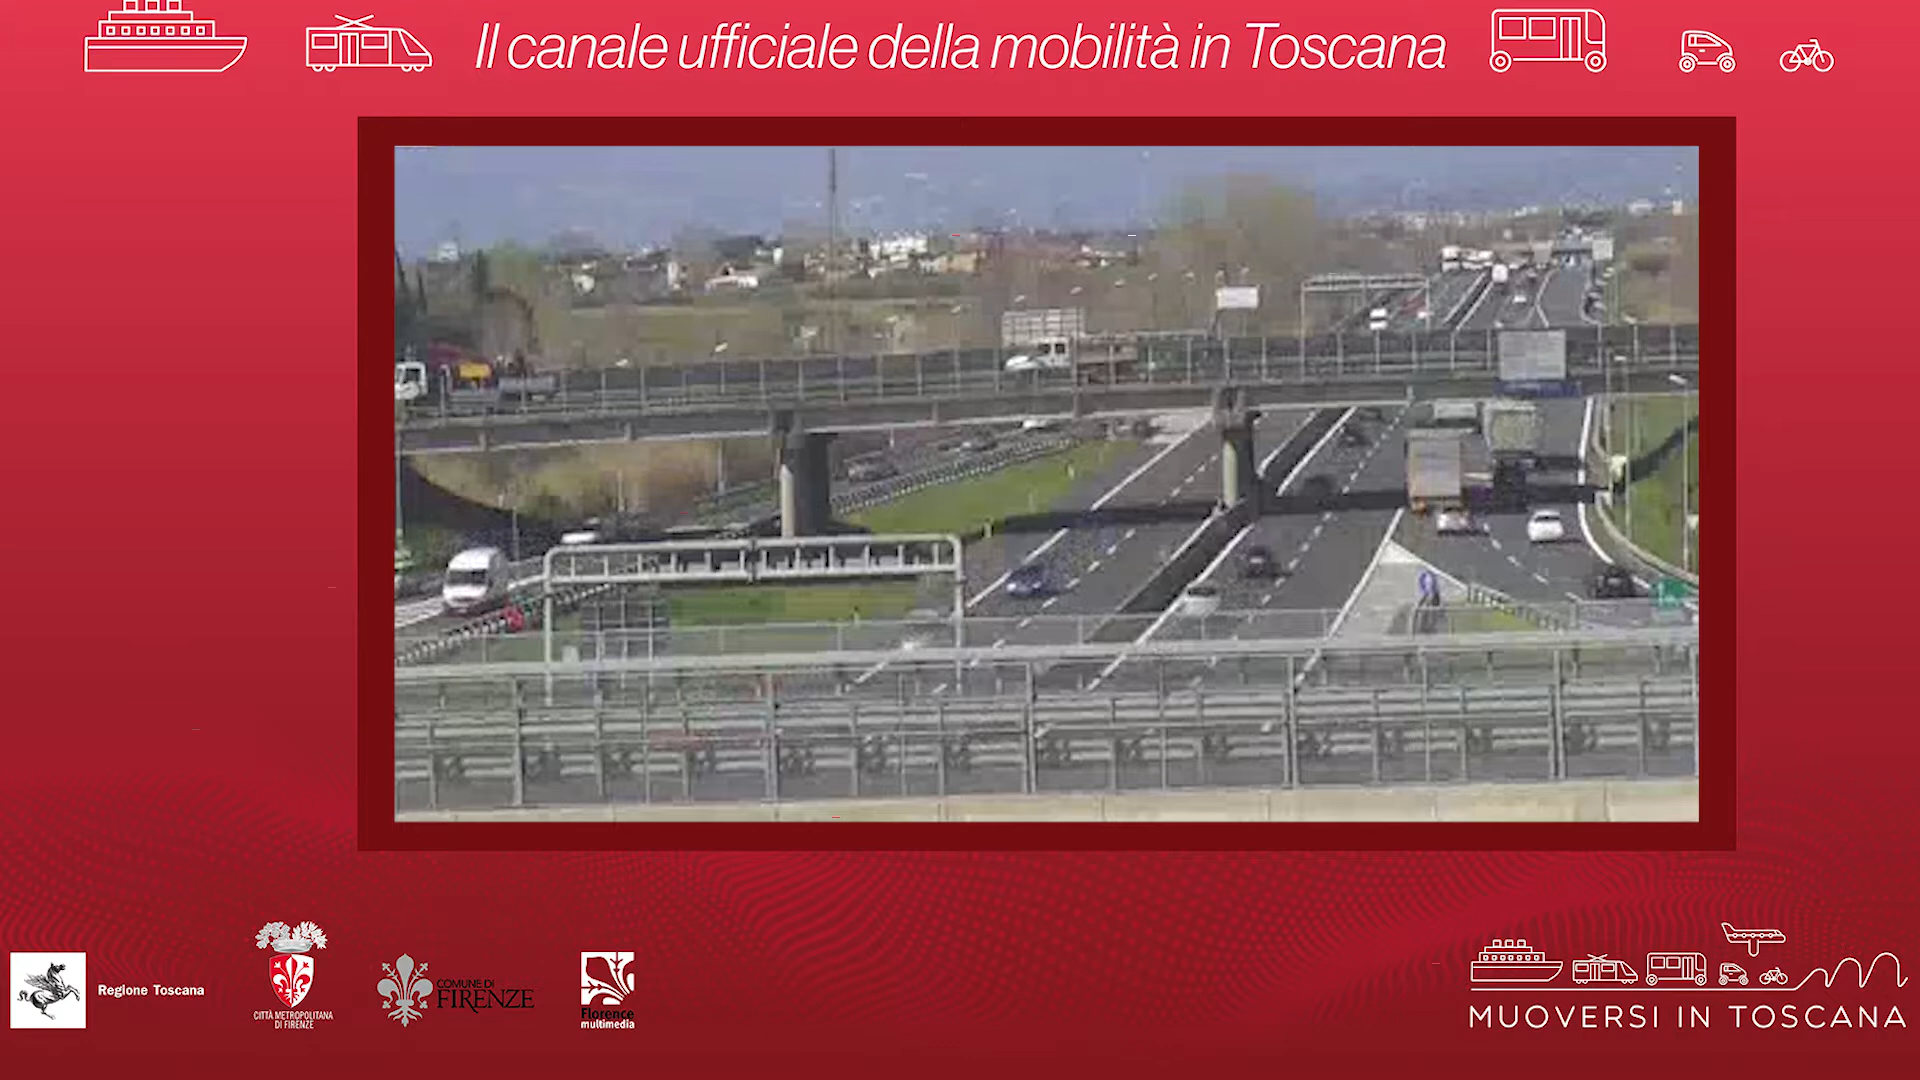 Il canale ufficiale della mobilità in Toscana
Regione Toscana
CITTÀ METROPOLITANA
DI FIRENZE
COMUNE DI
FIRENZE
Florence
multimedia
MUOVERSI IN TOSCANA